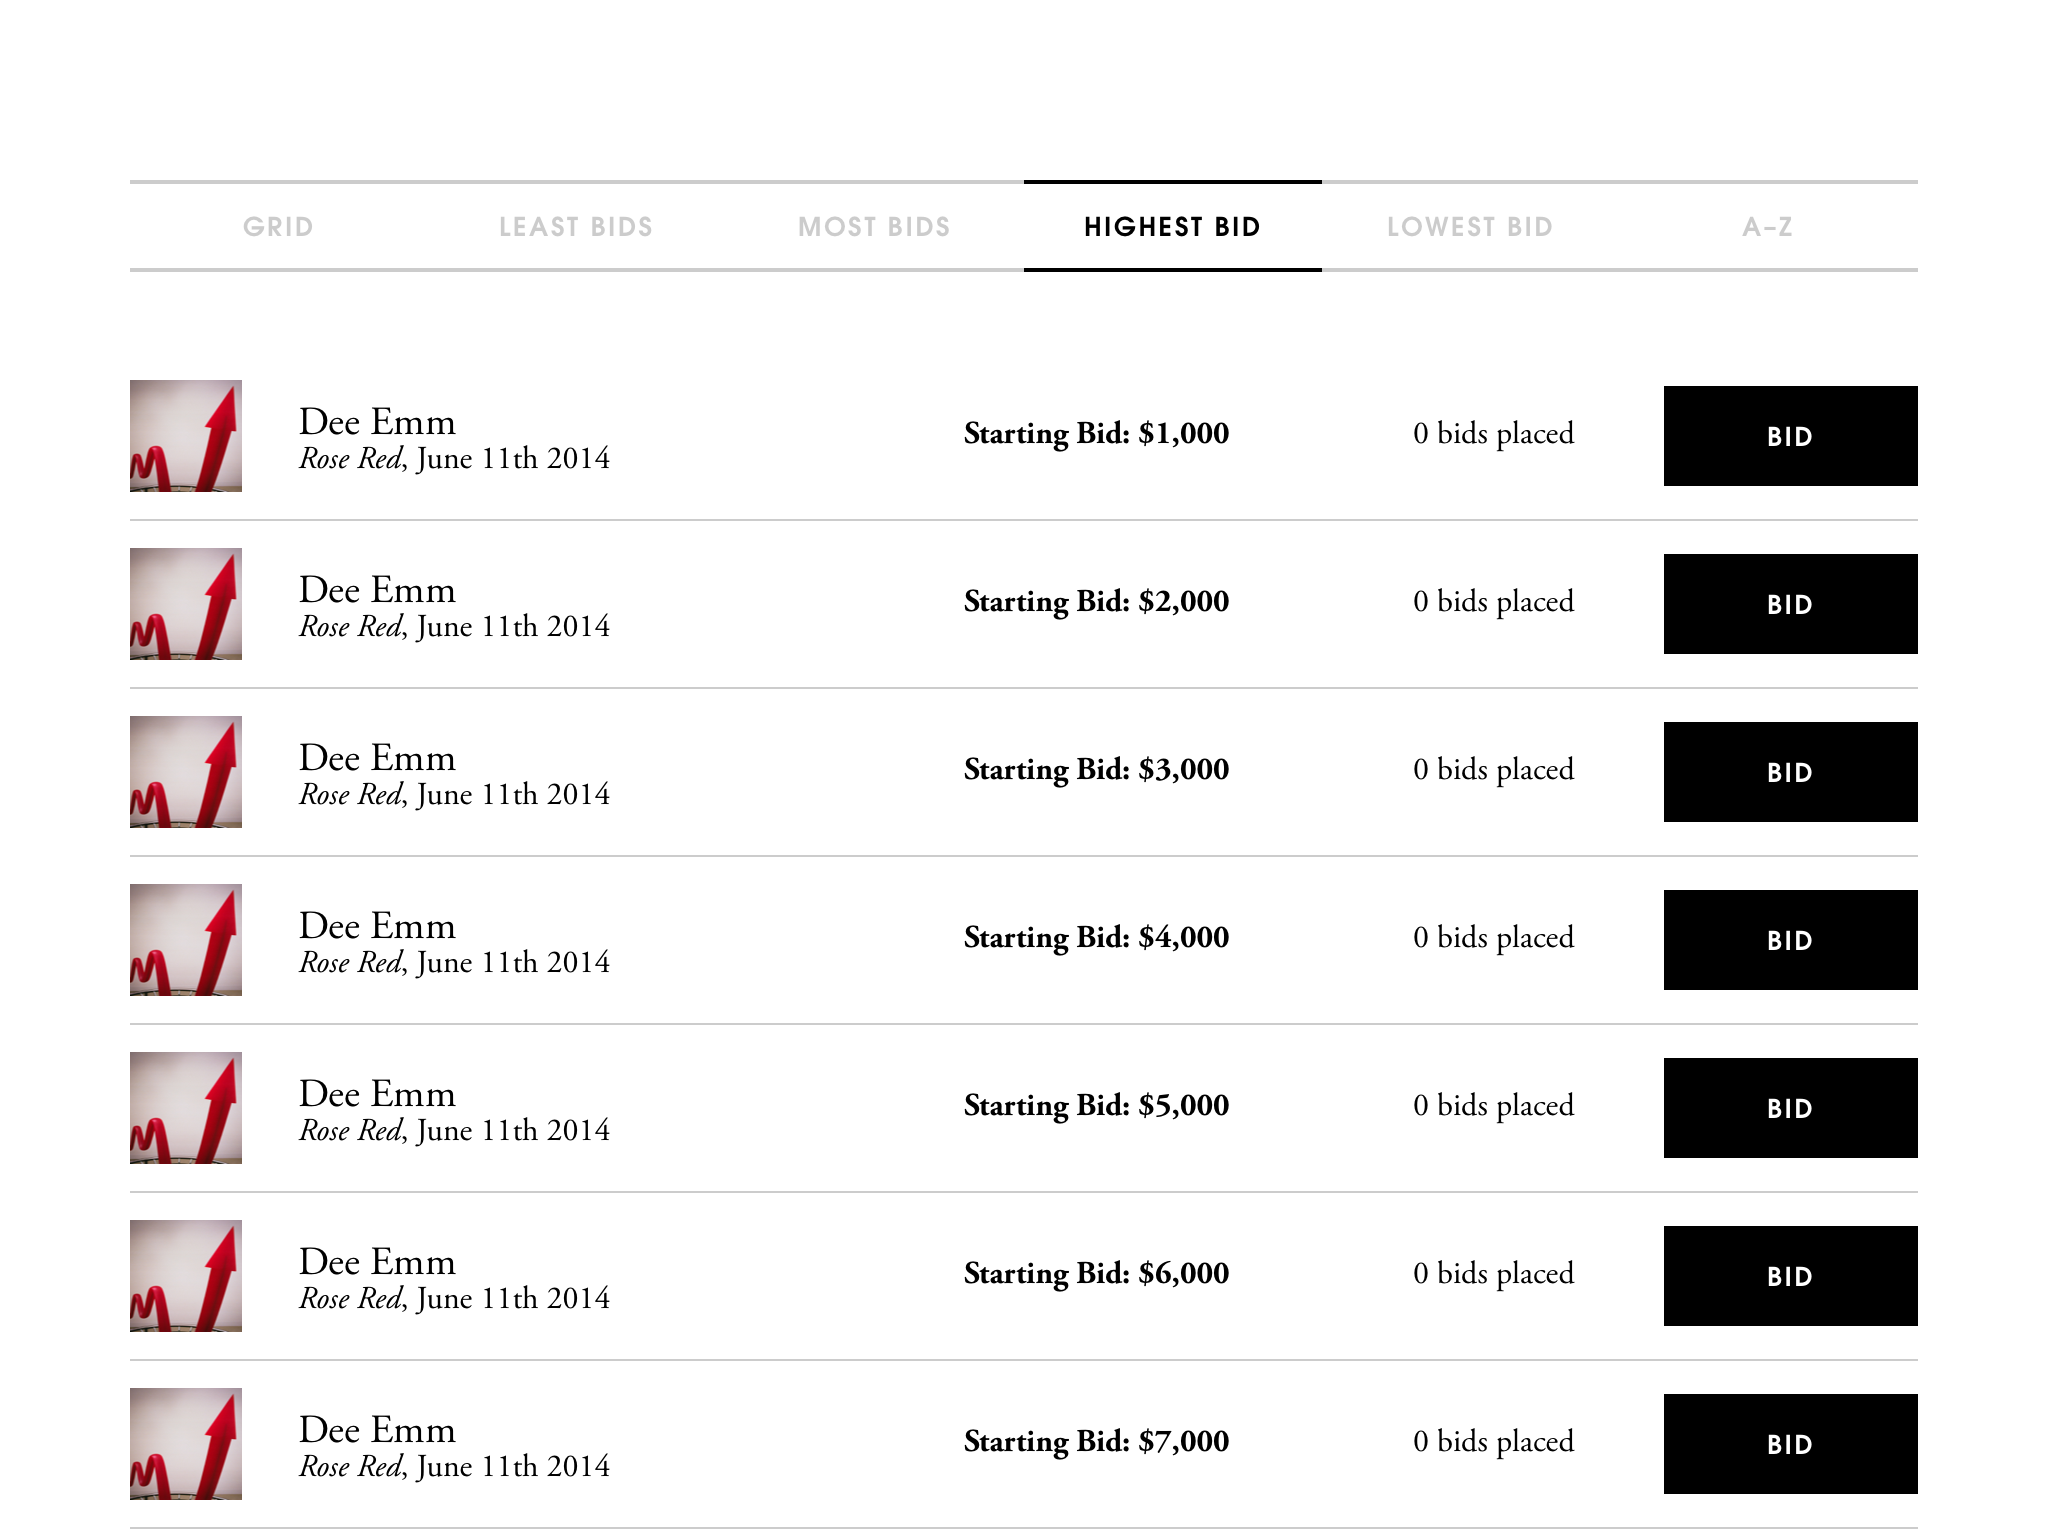 GRID LEAST BIDS MOST BIDS HIGHEST BID LOWEST BID A–Z
Dee Emm
Rose Red, June 11th 2014
Starting Bid: $1,000
0 bids placed
BID
Dee Emm
Rose Red, June 11th 2014
Starting Bid: $2,000
0 bids placed
BID
Dee Emm
Rose Red, June 11th 2014
Starting Bid: $3,000
0 bids placed
BID
Dee Emm
Rose Red, June 11th 2014
Starting Bid: $4,000
0 bids placed
BID
Dee Emm
Rose Red, June 11th 2014
Starting Bid: $5,000
0 bids placed
BID
Dee Emm
Rose Red, June 11th 2014
Starting Bid: $6,000
0 bids placed
BID
Dee Emm
Rose Red, June 11th 2014
Starting Bid: $7,000
0 bids placed
BID